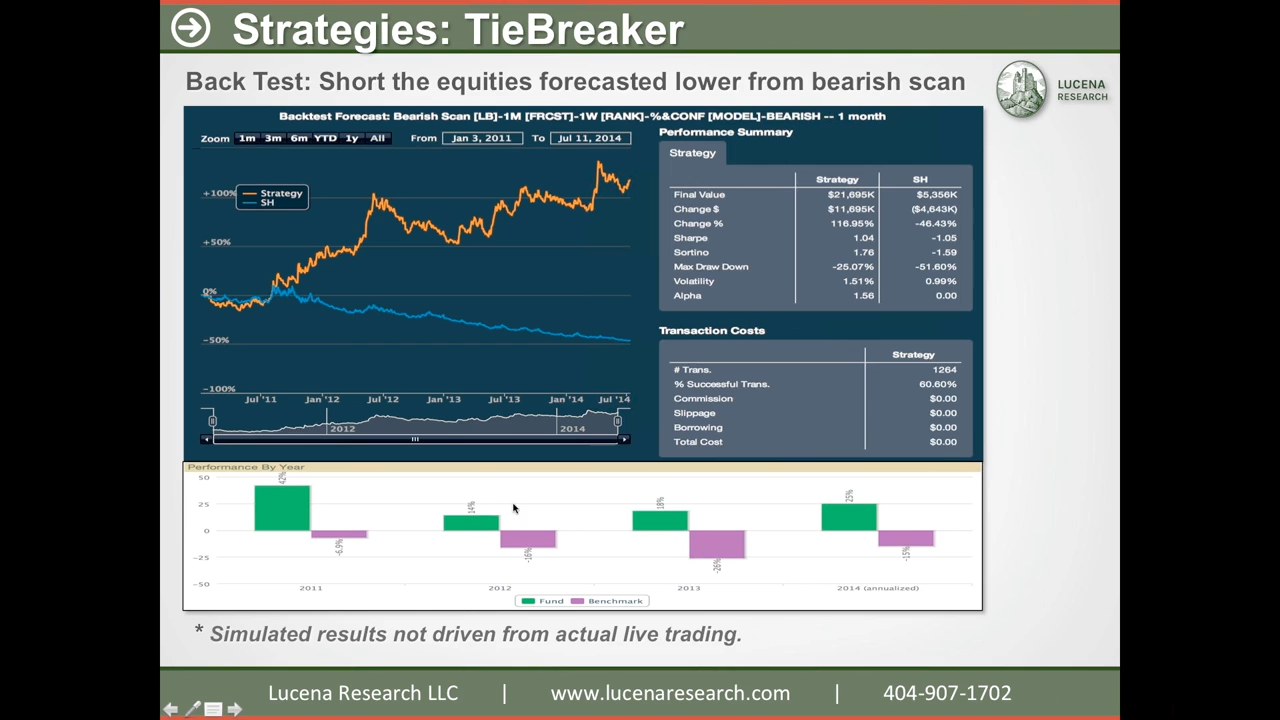 Strategies: TieBreaker
Back Test: Short the equities forecasted lower from bearish scan
LUCENA
RESEARCH
Backtest Forecast: Bearish Scan [LB]-1M [FRCST]-1W [RANK]-%&CONF [MODEL]-BEARISH -- 1 month
Zoom 1m 3m 6m YTD 1y All From Jan 3, 2011 To Jul 11, 2014
+100%
+50%
0%
-50%
-100%
Strategy
SH
Jul '11 Jan '12 Jul '12 Jan '13 Jul '13 Jan '14 Jul '14
2012 2014
Performance Summary
Strategy
Strategy SH
Final Value $21,695K $5,356K
Change $ $11,695K ($4,643K)
Change % 116.95% -46.43%
Sharpe 1.04 -1.05
Sortino 1.76 -1.59
Max Draw Down -25.07% -51.60%
Volatility 1.51% 0.99%
Alpha 1.56 0.00
Transaction Costs
Strategy
# Trans. 1264
% Successful Trans. 60.60%
Commission $0.00
Slippage $0.00
Borrowing $0.00
Total Cost $0.00
Performance By Year
50
25
0
-25
-50
42% -6.9% 14% -16% 18% -26% 25% -15%
2011 2012 2013 2014 (annualized)
Fund Benchmark
* Simulated results not driven from actual live trading.
Lucena Research LLC | www.lucenaresearch.com | 404-907-1702